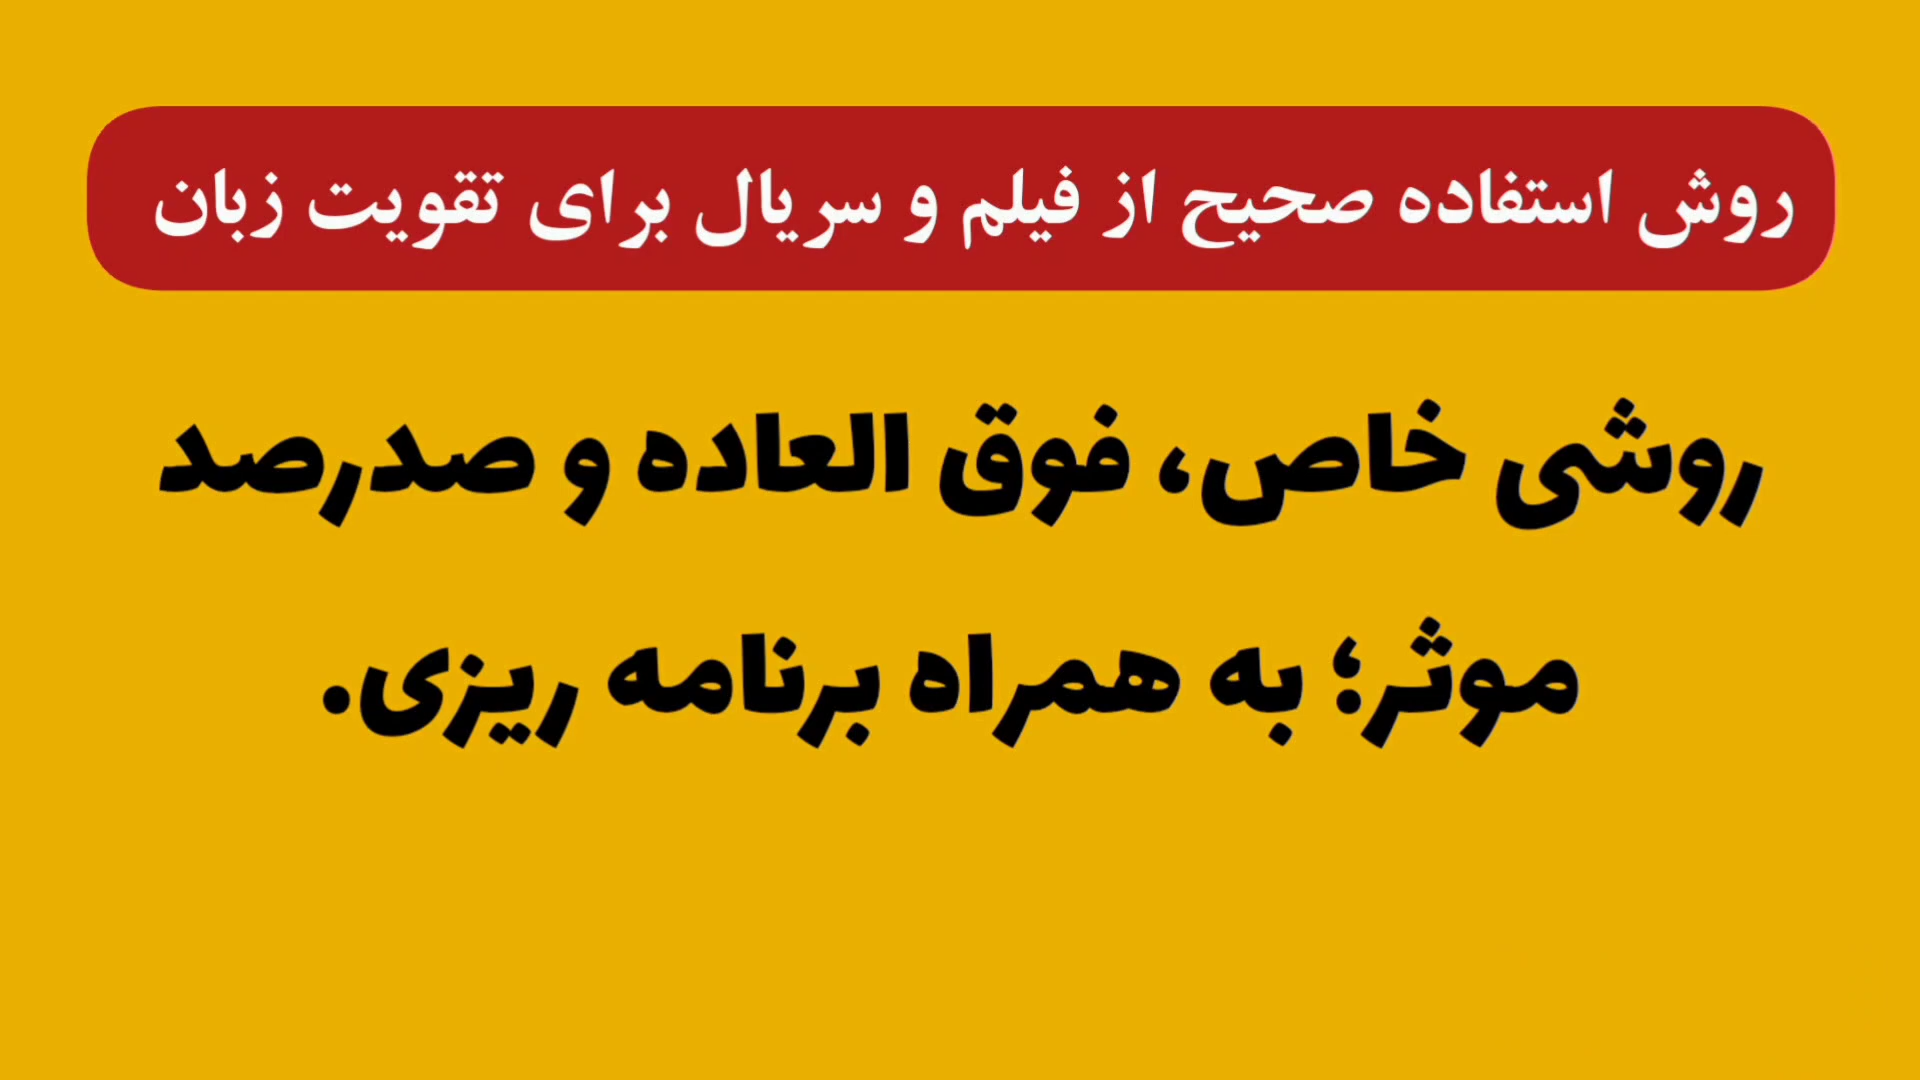 روش استفاده صحیح از فیلم و سریال برای تقویت زبان
روشی خاص، فوق العاده و صدرصد
موثر؛ به همراه برنامه ریزی.